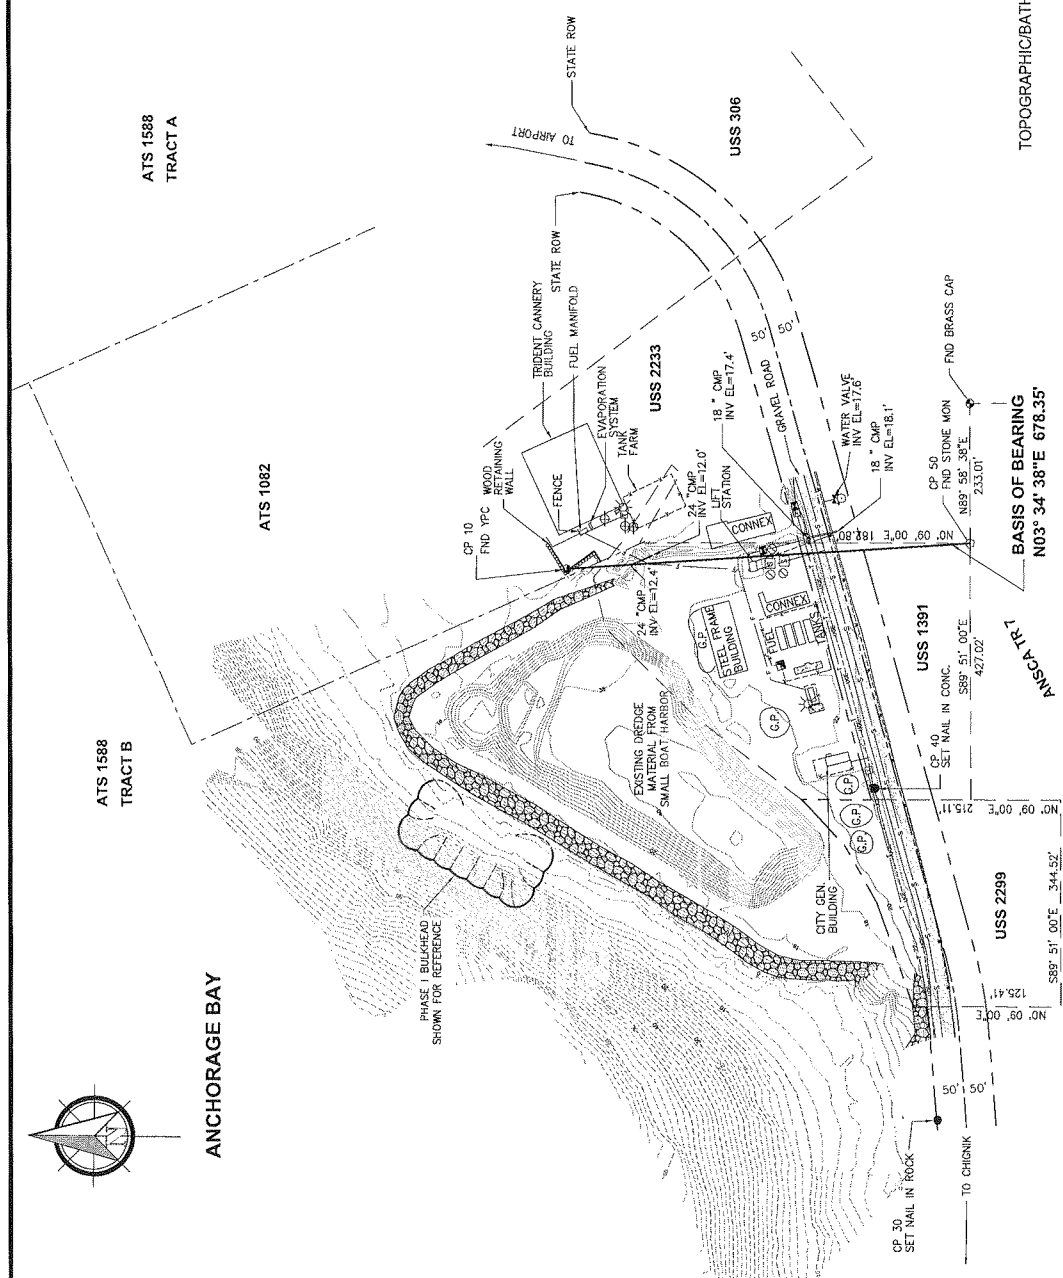 STATE ROW
TOPOGRAPHIC/BATH
ATS 1588
TRACT A
TO AIRPORT
USS 306
TRIDENT CANNERY
BUILDING
STATE ROW
FUEL MANIFOLD
ATS 1082
WOOD
RETAINING
WALL
CP 10
FND YPC
FENCE
EVAPORATION
SYSTEM
TANK
FARM
USS 2233
24 "CMP
INV EL=12.0'
LIFT
STATION
18 " CMP
INV EL=17.4'
GRAVEL ROAD
50'
50'
WATER VALVE
INV EL=17.6'
18 " CMP
INV EL=18.1'
FND BRASS CAP
CP 50
FND STONE MON
N89° 58' 38"E
233.01'
BASIS OF BEARING
N03° 34' 38"E 678.35'
N0° 09' 00"E 182.80'
CONNEX
24 "CMP
INV EL=12.4'
G.P.
STEEL FRAME
BUILDING
CONNEX
FUEL
TANKS
USS 1391
S89° 51' 00"E
427.02'
ANSCA TR 7
ATS 1588
TRACT B
EXISTING DREDGE
MATERIAL FROM
SMALL BOAT HARBOR
G.P.
G.P.
G.P.
G.P.
CP 40
SET NAIL IN CONC.
N0° 09' 00"E 215.11'
PHASE I BULKHEAD
SHOWN FOR REFERENCE
CITY GEN.
BUILDING
USS 2299
S89° 51' 00"E 344.52'
N0° 09' 00"E 125.41'
ANCHORAGE BAY
N
50'
50'
CP 30
SET NAIL IN ROCK
TO CHIGNIK